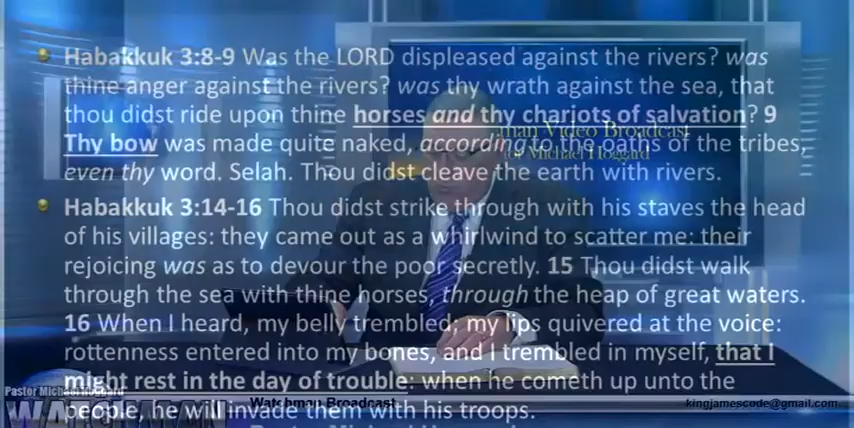 Habakkuk 3:8-9 Was the LORD displeased against the rivers? was
thine anger against the rivers? was thy wrath against the sea, that
thou didst ride upon thine horses and thy chariots of salvation? 9
Thy bow was made quite naked, according to the oaths of the tribes,
even thy word. Selah. Thou didst cleave the earth with rivers.
Habakkuk 3:14-16 Thou didst strike through with his staves the head
of his villages: they came out as a whirlwind to scatter me: their
rejoicing was as to devour the poor secretly. 15 Thou didst walk
through the sea with thine horses, through the heap of great waters.
16 When I heard, my belly trembled; my lips quivered at the voice:
rottenness entered into my bones, and I trembled in myself, that I
might rest in the day of trouble: when he cometh up unto the
people, he will invade them with his troops.
man Video Broadcast
Michael Hoggard
Pastor Michael Hoggard
WATCHMAN
Watchman Broadcast
kingjamescode@gmail.com